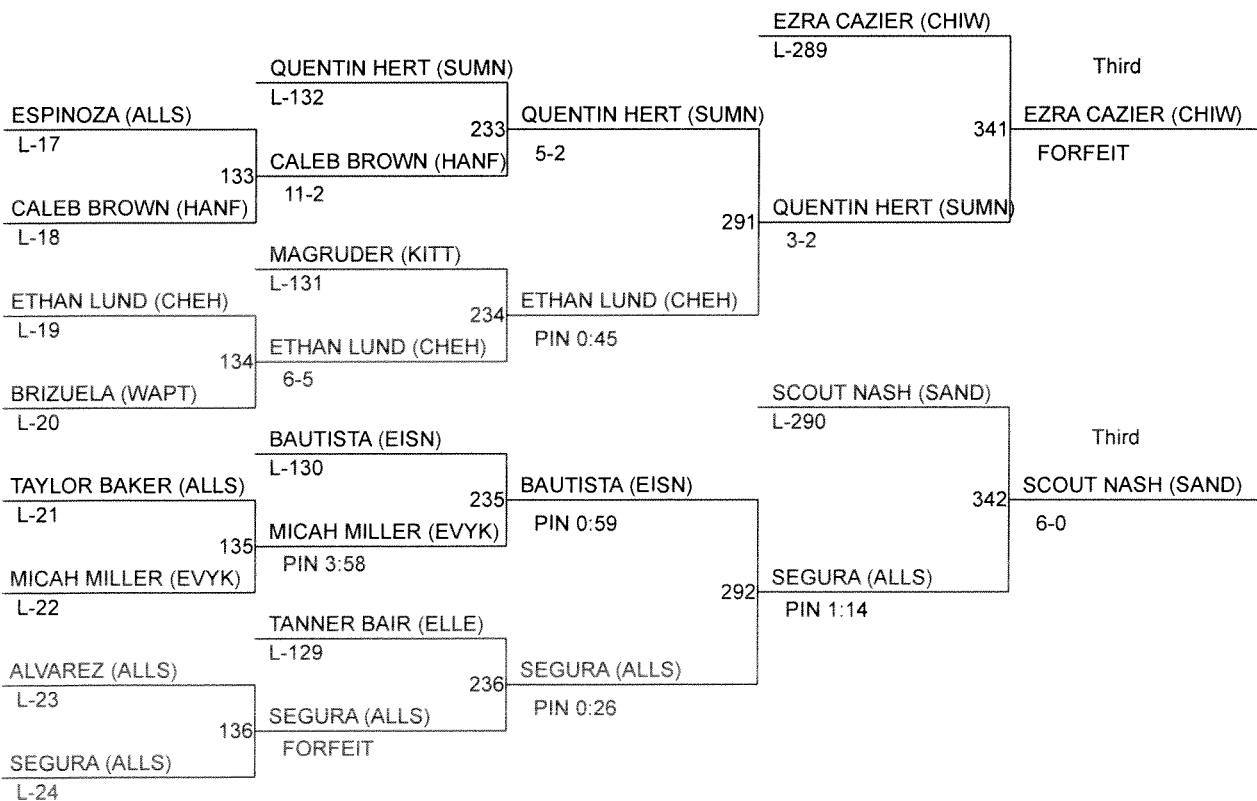 EZRA CAZIER (CHIW)
L-289
QUENTIN HERT (SUMN)
Third
L-132
ESPINOZA (ALLS)
QUENTIN HERT (SUMN)
EZRA CAZIER (CHIW)
L-17
233
341
5-2
FORFEIT
CALEB BROWN (HANF)
133
11-2
CALEB BROWN (HANF)
QUENTIN HERT (SUMN)
L-18
291
3-2
MAGRUDER (KITT)
L-131
ETHAN LUND (CHEH)
ETHAN LUND (CHEH)
L-19
234
PIN 0:45
ETHAN LUND (CHEH)
134
6-5
BRIZUELA (WAPT)
SCOUT NASH (SAND)
L-20
L-290
BAUTISTA (EISN)
Third
L-130
TAYLOR BAKER (ALLS)
BAUTISTA (EISN)
SCOUT NASH (SAND)
L-21
235
342
PIN 0:59
6-0
MICAH MILLER (EVYK)
135
PIN 3:58
MICAH MILLER (EVYK)
SEGURA (ALLS)
L-22
292
PIN 1:14
TANNER BAIR (ELLE)
L-129
ALVAREZ (ALLS)
SEGURA (ALLS)
L-23
236
PIN 0:26
SEGURA (ALLS)
136
FORFEIT
SEGURA (ALLS)
L-24